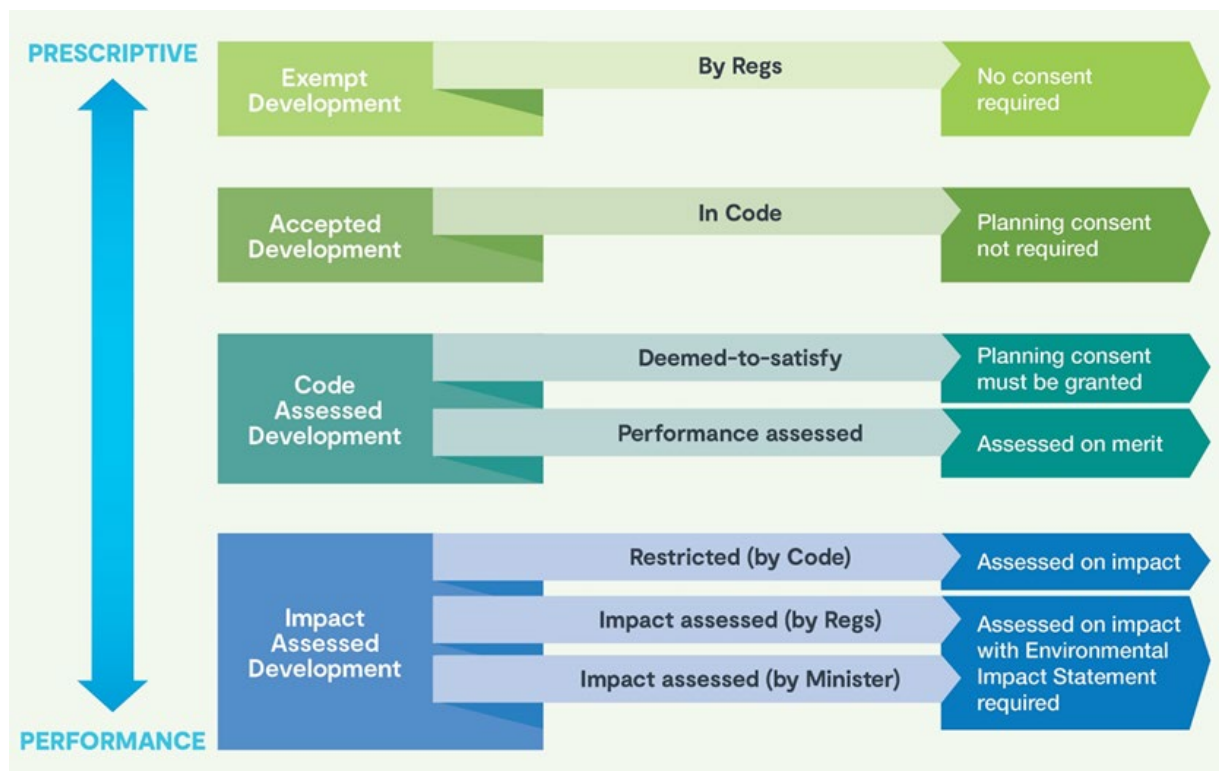 PRESCRIPTIVE
Exempt
Development
By Regs
No consent
required
Accepted
Development
In Code
Planning consent
not required
Code
Assessed
Development
Deemed-to-satisfy
Planning consent
must be granted
Performance assessed
Assessed on merit
Impact
Assessed
Development
Restricted (by Code)
Assessed on impact
Impact assessed (by Regs)
Impact assessed (by Minister)
Assessed on impact
with Environmental
Impact Statement
required
PERFORMANCE